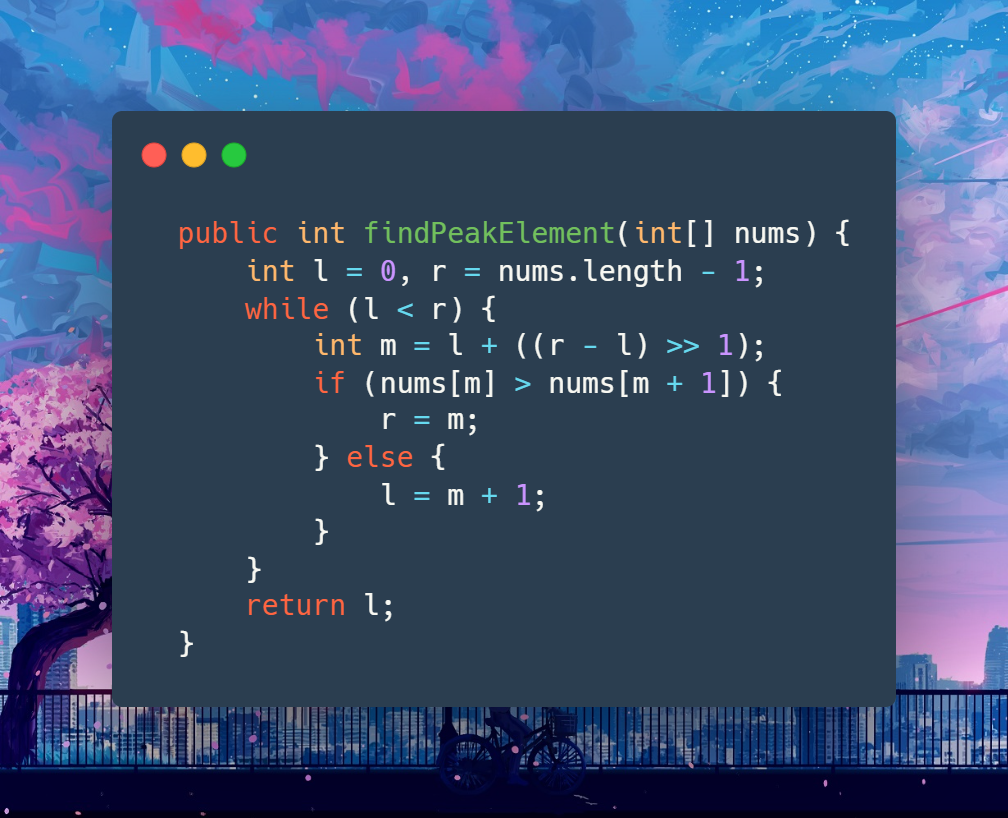 public int findPeakElement(int[] nums) {
    int l = 0, r = nums.length - 1;
    while (l < r) {
        int m = l + ((r - l) >> 1);
        if (nums[m] > nums[m + 1]) {
            r = m;
        } else {
            l = m + 1;
        }
    }
    return l;
}